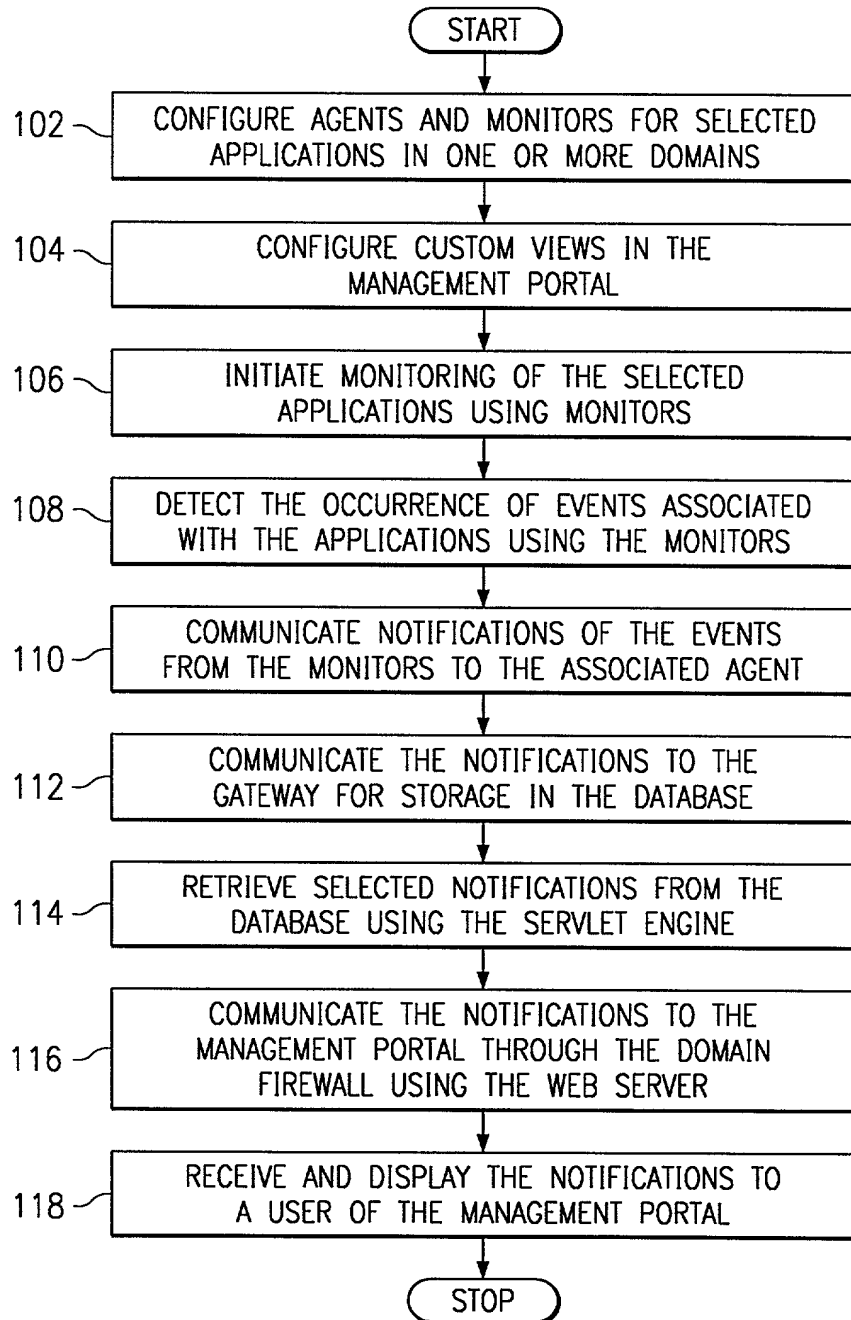 START
102
CONFIGURE AGENTS AND MONITORS FOR SELECTED
APPLICATIONS IN ONE OR MORE DOMAINS
104
CONFIGURE CUSTOM VIEWS IN THE
MANAGEMENT PORTAL
106
INITIATE MONITORING OF THE SELECTED
APPLICATIONS USING MONITORS
108
DETECT THE OCCURRENCE OF EVENTS ASSOCIATED
WITH THE APPLICATIONS USING THE MONITORS
110
COMMUNICATE NOTIFICATIONS OF THE EVENTS
FROM THE MONITORS TO THE ASSOCIATED AGENT
112
COMMUNICATE THE NOTIFICATIONS TO THE
GATEWAY FOR STORAGE IN THE DATABASE
114
RETRIEVE SELECTED NOTIFICATIONS FROM THE
DATABASE USING THE SERVLET ENGINE
116
COMMUNICATE THE NOTIFICATIONS TO THE
MANAGEMENT PORTAL THROUGH THE DOMAIN
FIREWALL USING THE WEB SERVER
118
RECEIVE AND DISPLAY THE NOTIFICATIONS TO
A USER OF THE MANAGEMENT PORTAL
STOP